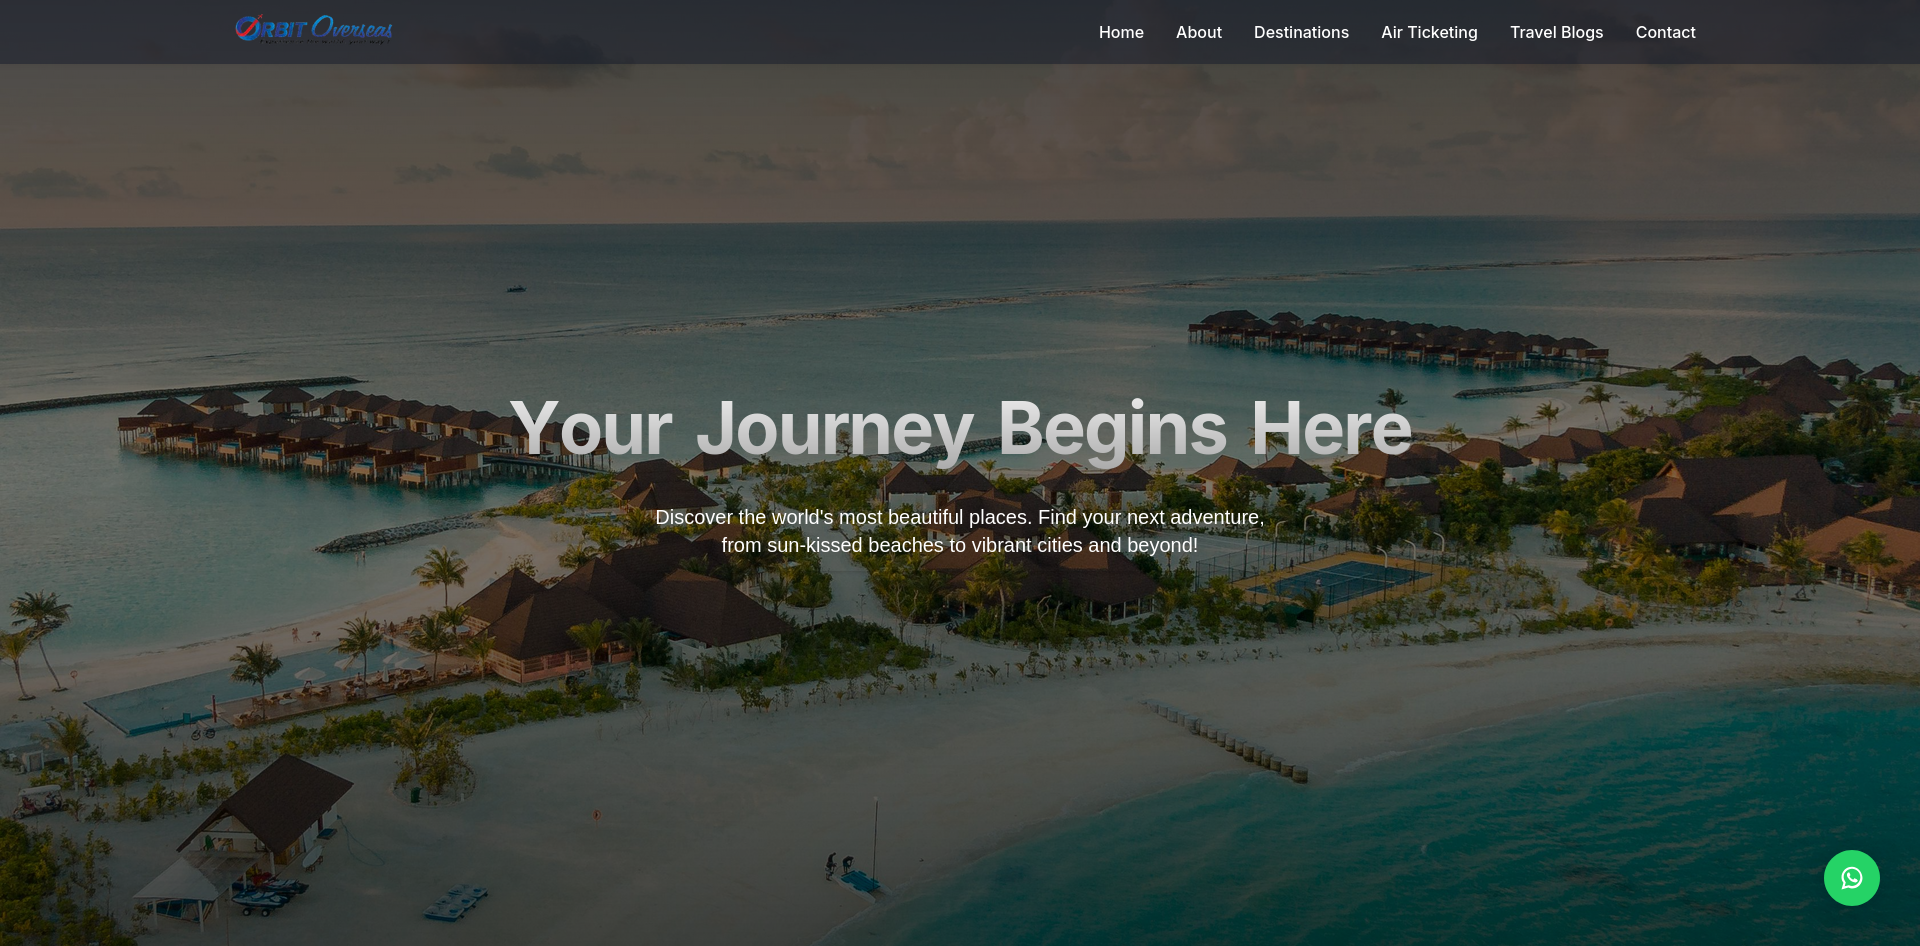 ORBIT Overseas
Home
About
Destinations
Air Ticketing
Travel Blogs
Contact
Your Journey Begins Here
Discover the world's most beautiful places. Find your next adventure,
from sun-kissed beaches to vibrant cities and beyond!